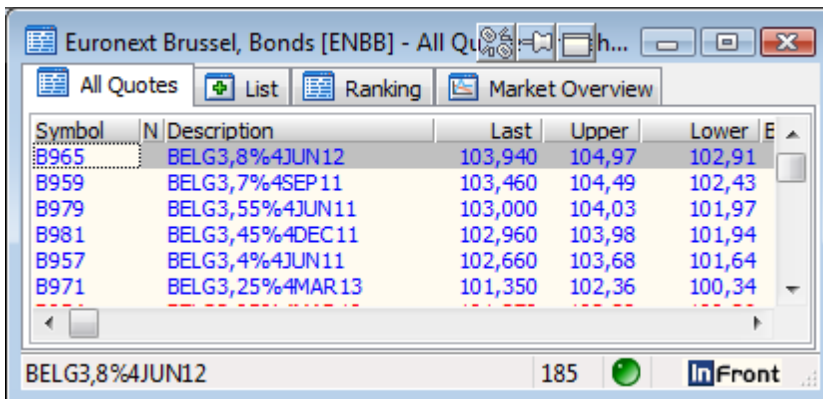 Euronext Brussel, Bonds [ENBB] - All Qu h...
All Quotes List Ranking Market Overview
Symbol N Description Last Upper Lower E
B965 BELG3,8%4JUN12 103,940 104,97 102,91
B959 BELG3,7%4SEP11 103,460 104,49 102,43
B979 BELG3,55%4JUN11 103,000 104,03 101,97
B981 BELG3,45%4DEC11 102,960 103,98 101,94
B957 BELG3,4%4JUN11 102,660 103,68 101,64
B971 BELG3,25%4MAR13 101,350 102,36 100,34
BELG3,8%4JUN12 185 InFront